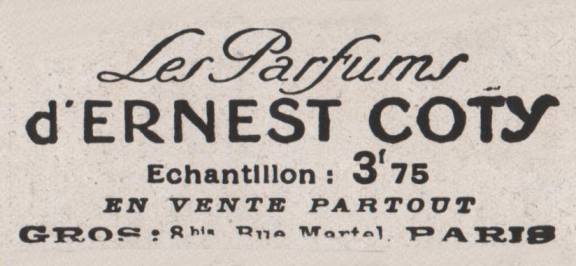 Les Parfums
d'ERNEST COTY
Echantillon : 3f75
EN VENTE PARTOUT
GROS: 8bis Rue Martel. PARIS